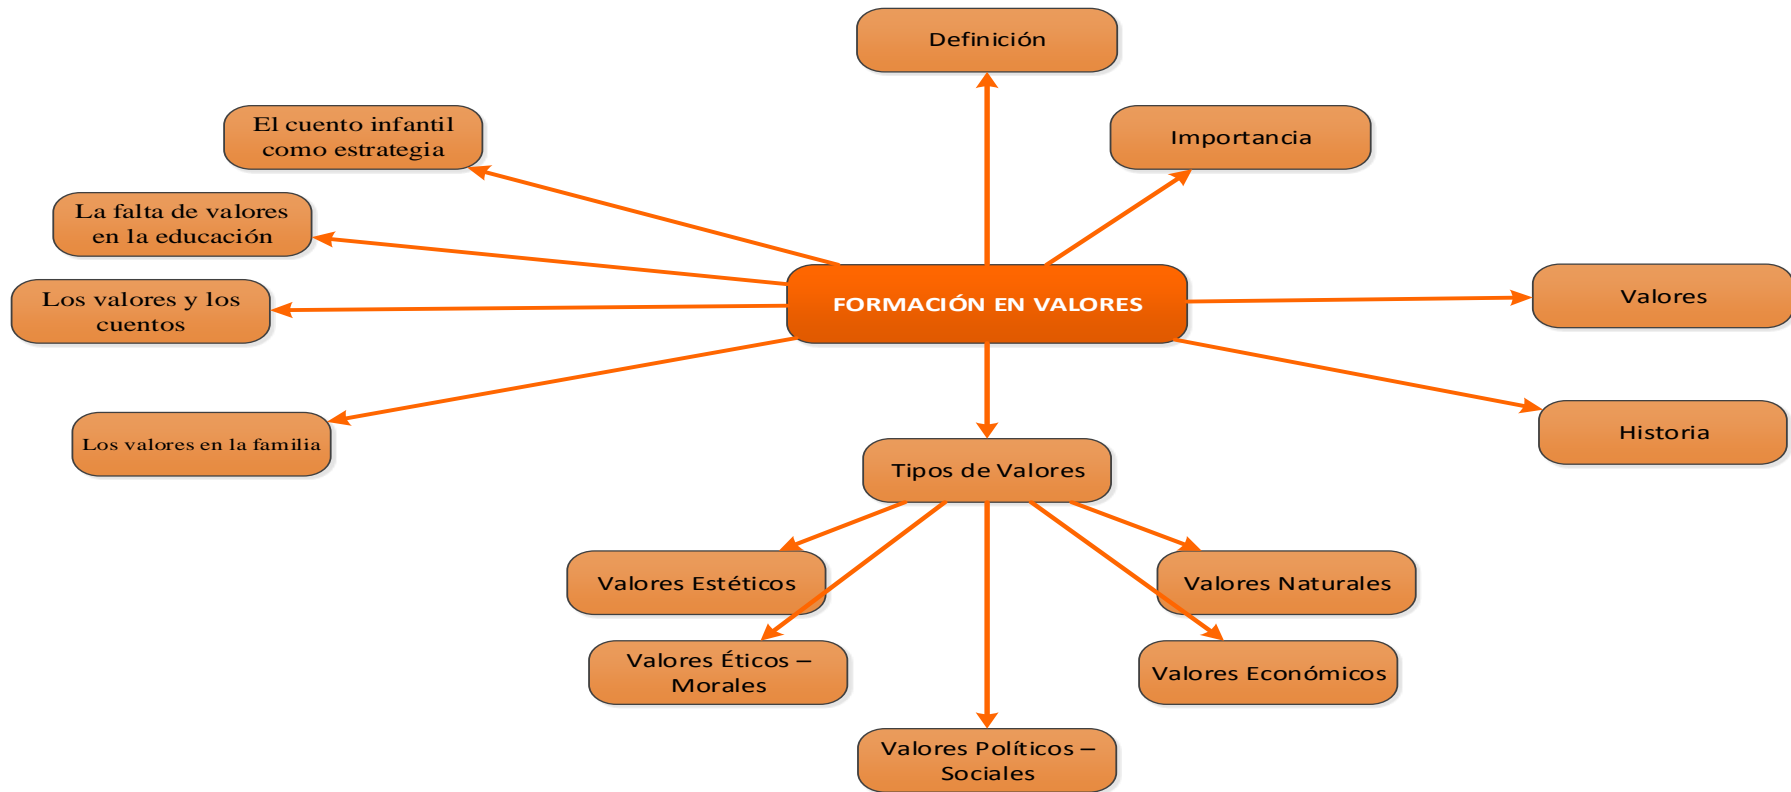 Definición
El cuento infantil
como estrategia
Importancia
La falta de valores
en la educación
Los valores y los
cuentos
FORMACIÓN EN VALORES
Valores
Los valores en la familia
Historia
Tipos de Valores
Valores Estéticos
Valores Naturales
Valores Éticos –
Morales
Valores Económicos
Valores Políticos –
Sociales